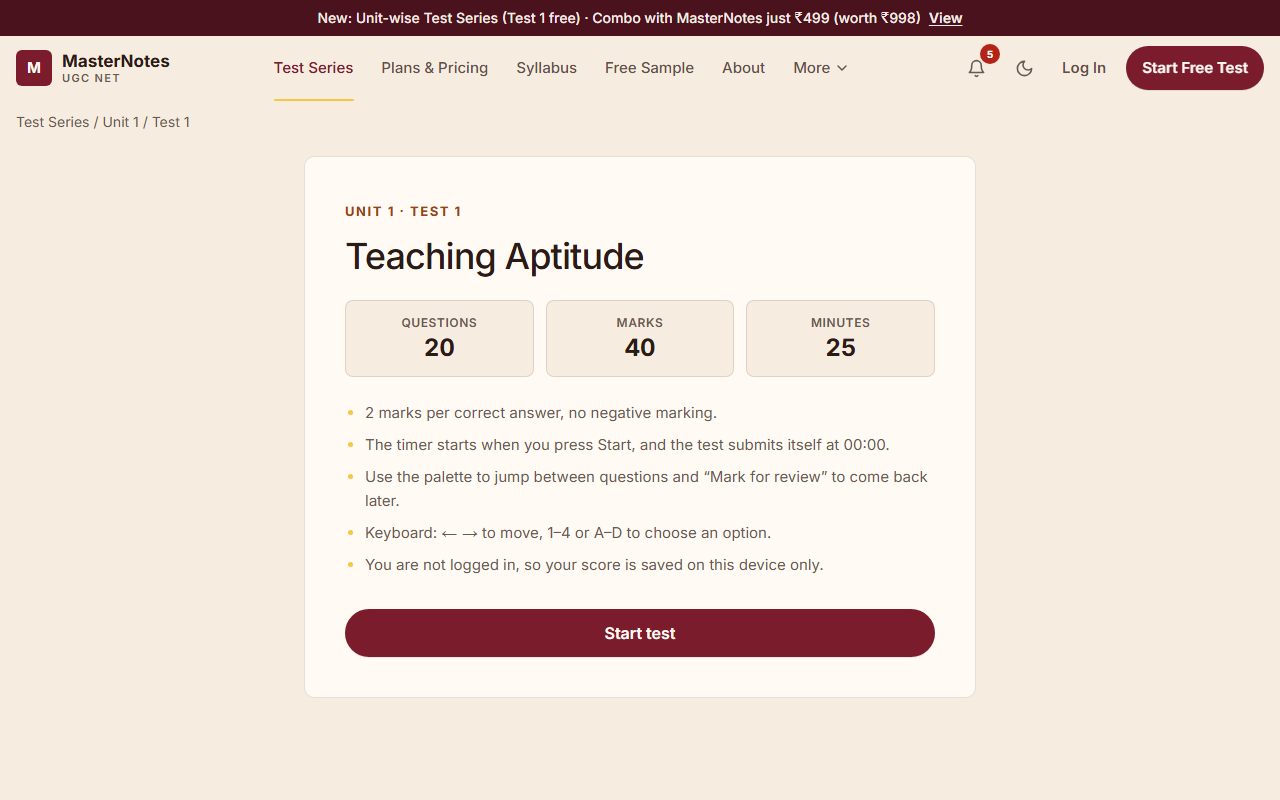 New: Unit-wise Test Series (Test 1 free) · Combo with MasterNotes just ₹499 (worth ₹998) View
M
MasterNotes
UGC NET
Test Series
Plans & Pricing
Syllabus
Free Sample
About
More
5
Log In
Start Free Test
Test Series / Unit 1 / Test 1
UNIT 1 · TEST 1
Teaching Aptitude
QUESTIONS
20
MARKS
40
MINUTES
25
• 2 marks per correct answer, no negative marking.
• The timer starts when you press Start, and the test submits itself at 00:00.
• Use the palette to jump between questions and “Mark for review” to come back
later.
• Keyboard: ← → to move, 1–4 or A–D to choose an option.
• You are not logged in, so your score is saved on this device only.
Start test